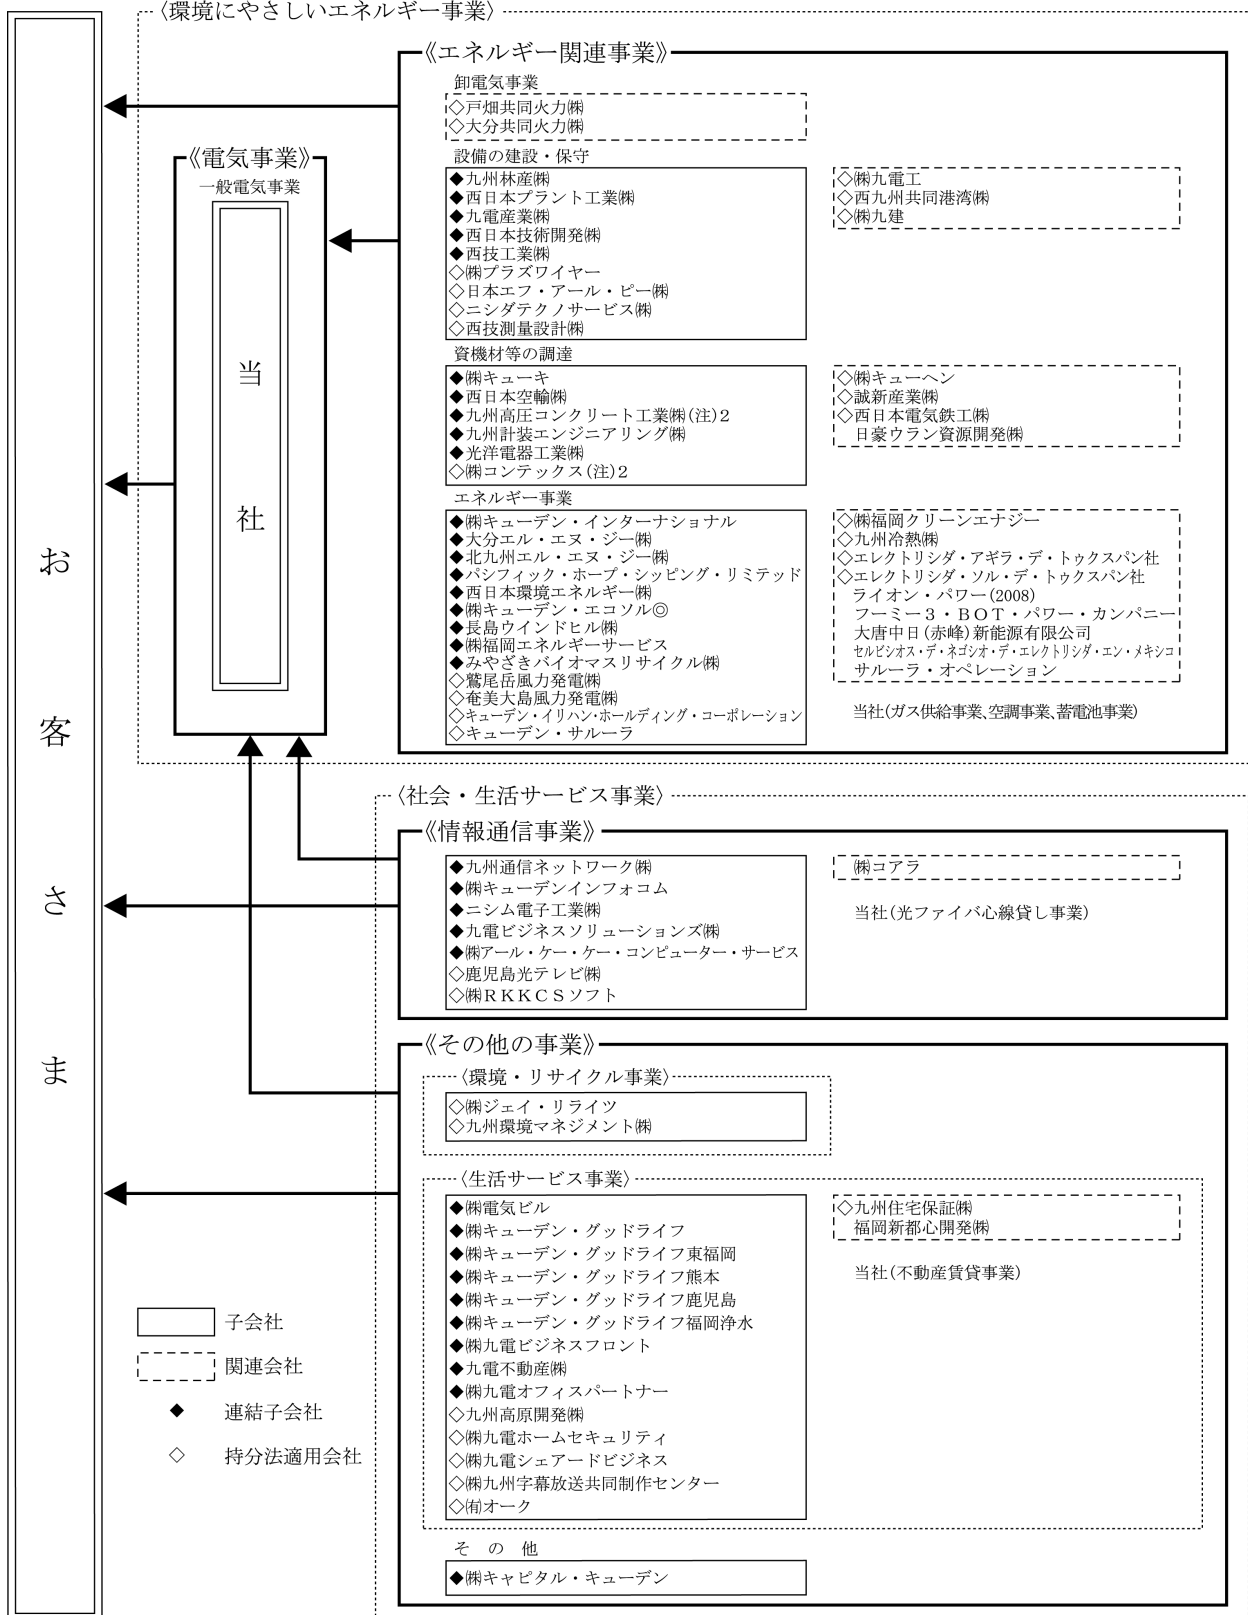 〈環境にやさしいエネルギー事業〉
《エネルギー関連事業》
卸電気事業
◇戸畑共同火力㈱
◇大分共同火力㈱
《電気事業》
一般電気事業
当社
お客さま
設備の建設・保守
◆九州林産㈱
◆西日本プラント工業㈱
◆九電産業㈱
◆西日本技術開発㈱
◆西技工業㈱
◇㈱プラズワイヤー
◇日本エフ・アール・ピー㈱
◇ニシダテクノサービス㈱
◇西技測量設計㈱
◇㈱九電工
◇西九州共同港湾㈱
◇㈱九建
資機材等の調達
◆㈱キューキ
◆西日本空輸㈱
◆九州高圧コンクリート工業㈱(注)2
◆九州計装エンジニアリング㈱
◆光洋電器工業㈱
◇㈱コンテックス(注)2
◇㈱キューヘン
◇誠新産業㈱
◇西日本電気鉄工㈱
日豪ウラン資源開発㈱
エネルギー事業
◆㈱キューデン・インターナショナル
◆大分エル・エヌ・ジー㈱
◆北九州エル・エヌ・ジー㈱
◆パシフィック・ホープ・シッピング・リミテッド
◆西日本環境エネルギー㈱
◆㈱キューデン・エコソル◎
◆長島ウインドヒル㈱
◆㈱福岡エネルギーサービス
◆みやざきバイオマスリサイクル㈱
◇鷲尾岳風力発電㈱
◇奄美大島風力発電㈱
◇キューデン・イリハン・ホールディング・コーポレーション
◇キューデン・サルーラ
◇㈱福岡クリーンエナジー
◇九州冷熱㈱
◇エレクトリシダ・アギラ・デ・トゥクスパン社
◇エレクトリシダ・ソル・デ・トゥクスパン社
ライオン・パワー(2008)
フーミー3・BOT・パワー・カンパニー
大唐中日(赤峰)新能源有限公司
セルビシオス・デ・ネゴシオ・デ・エレクトリシダ・エン・メキシコ
サルーラ・オペレーション
当社(ガス供給事業、空調事業、蓄電池事業)
〈社会・生活サービス事業〉
《情報通信事業》
◆九州通信ネットワーク㈱
◆㈱キューデンインフォコム
◆ニシム電子工業㈱
◆九電ビジネスソリューションズ㈱
◆㈱アール・ケー・ケー・コンピューター・サービス
◇鹿児島光テレビ㈱
◇㈱RKKCSソフト
㈱コアラ
当社(光ファイバ心線貸し事業)
《その他の事業》
〈環境・リサイクル事業〉
◇㈱ジェイ・リライツ
◇九州環境マネジメント㈱
〈生活サービス事業〉
◆㈱電気ビル
◆㈱キューデン・グッドライフ
◆㈱キューデン・グッドライフ東福岡
◆㈱キューデン・グッドライフ熊本
◆㈱キューデン・グッドライフ鹿児島
◆㈱キューデン・グッドライフ福岡浄水
◆㈱九電ビジネスフロント
◆九電不動産㈱
◆㈱九電オフィスパートナー
◇九州高原開発㈱
◇㈱九電ホームセキュリティ
◇㈱九電シェアードビジネス
◇㈱九州字幕放送共同制作センター
◇㈲オーク
◇九州住宅保証㈱
福岡新都心開発㈱
当社(不動産賃貸事業)
その他
◆㈱キャピタル・キューデン
子会社
関連会社
◆ 連結子会社
◇ 持分法適用会社